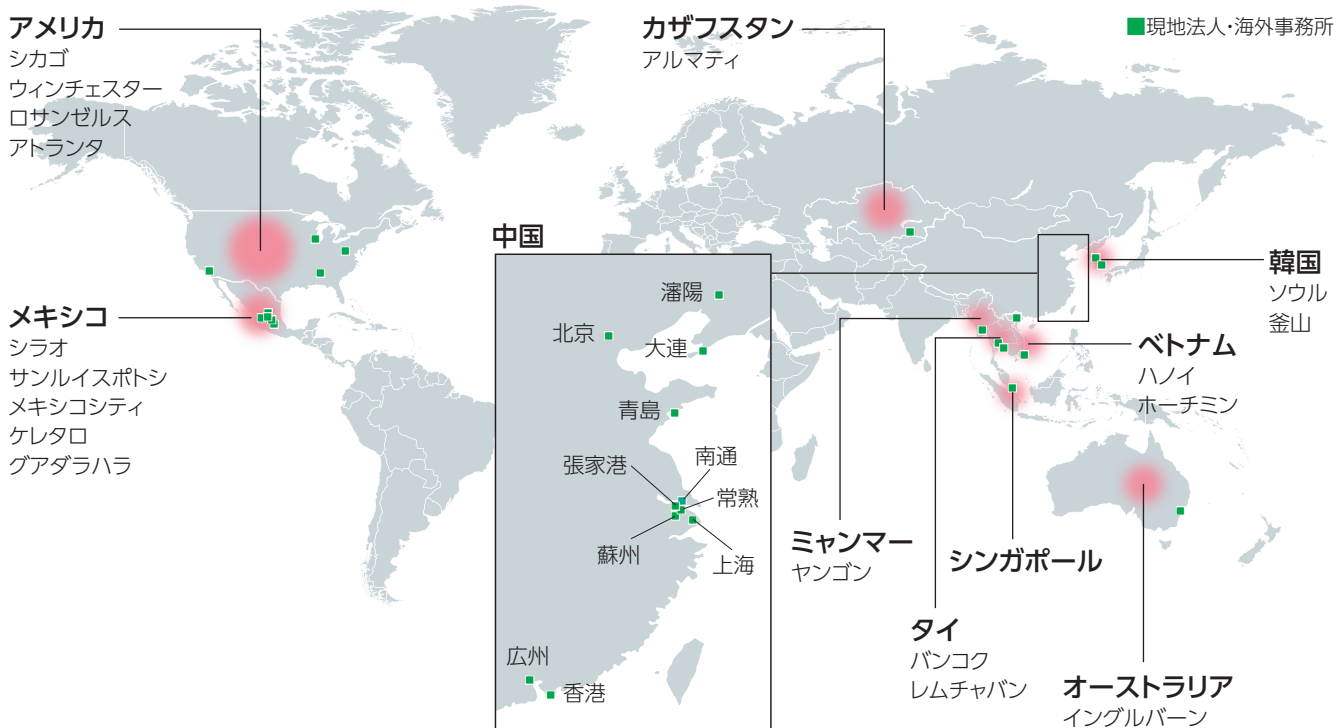 アメリカ
シカゴ
ウィンチェスター
ロサンゼルス
アトランタ
カザフスタン
アルマティ
■現地法人・海外事務所
メキシコ
シラオ
サンルイスポトシ
メキシコシティ
ケレタロ
グアダラハラ
中国
瀋陽
北京
大連
青島
張家港
南通
常熟
蘇州
上海
広州
香港
韓国
ソウル
釜山
ベトナム
ハノイ
ホーチミン
ミャンマー
ヤンゴン
シンガポール
タイ
バンコク
レムチャバン
オーストラリア
イングルバーン